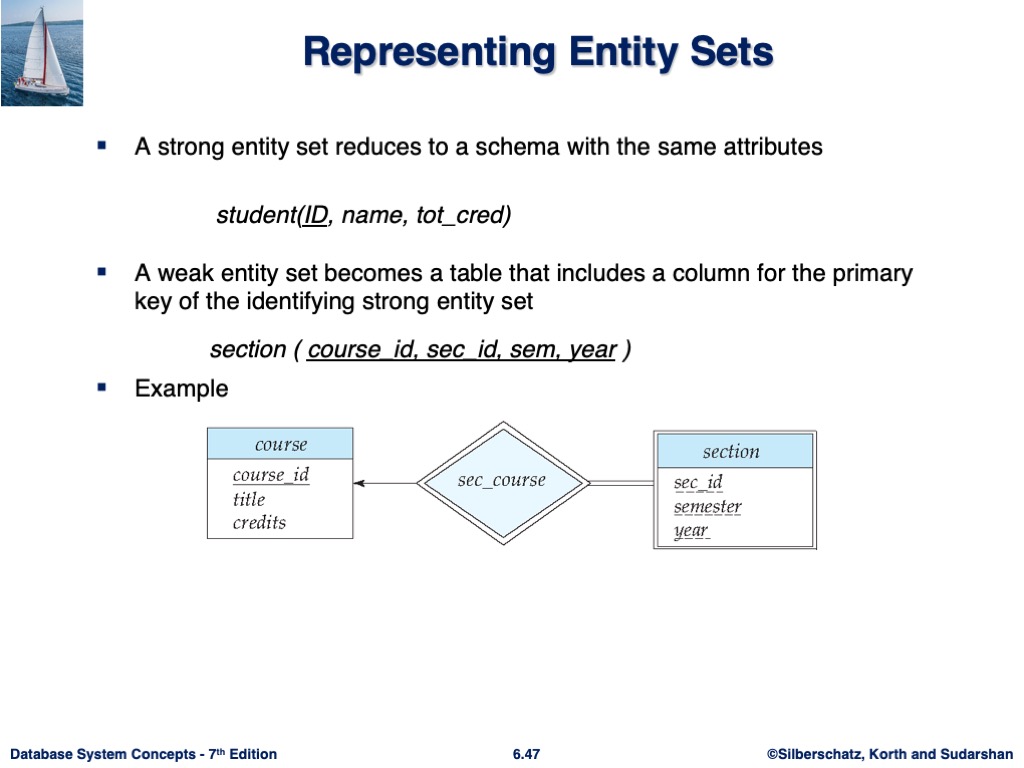 Representing Entity Sets
▪ A strong entity set reduces to a schema with the same attributes
student(ID, name, tot_cred)
▪ A weak entity set becomes a table that includes a column for the primary
key of the identifying strong entity set
section ( course_id, sec_id, sem, year )
▪ Example
course
course_id
title
credits
sec_course
section
sec_id
semester
year
Database System Concepts - 7th Edition
6.47
©Silberschatz, Korth and Sudarshan